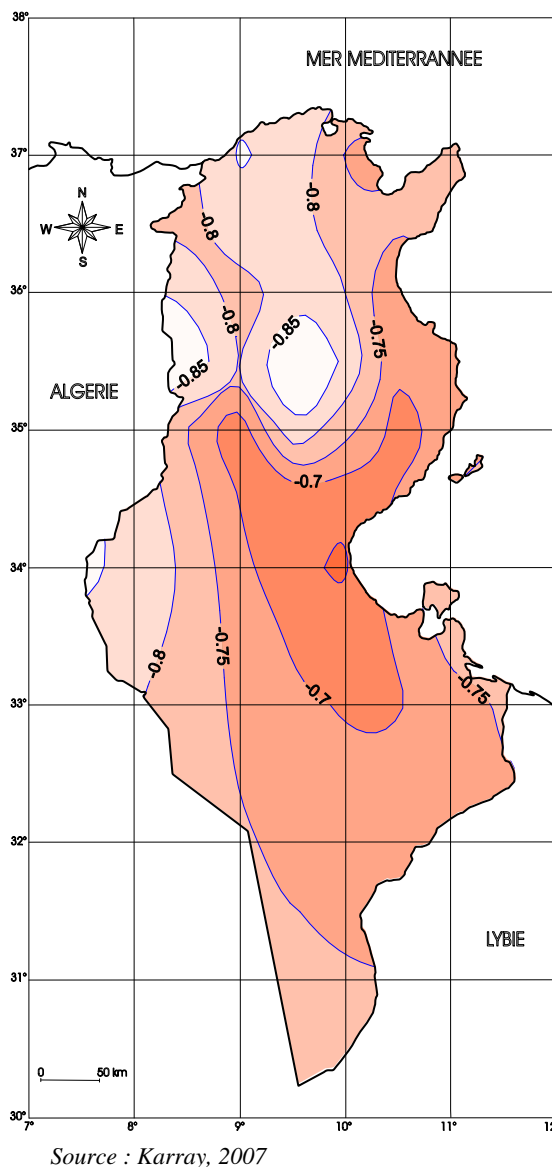 38°
MER MEDITERRANNEE
37°
N
W E
S
-0.8
-0.8
36°
-0.8
-0.85
-0.75
-0.85
ALGERIE
35°
-0.7
34°
-0.8
-0.75
-0.7
-0.75
33°
32°
LYBIE
31°
0 50 km
30°
7° 8° 9° 10° 11° 12
Source : Karray, 2007